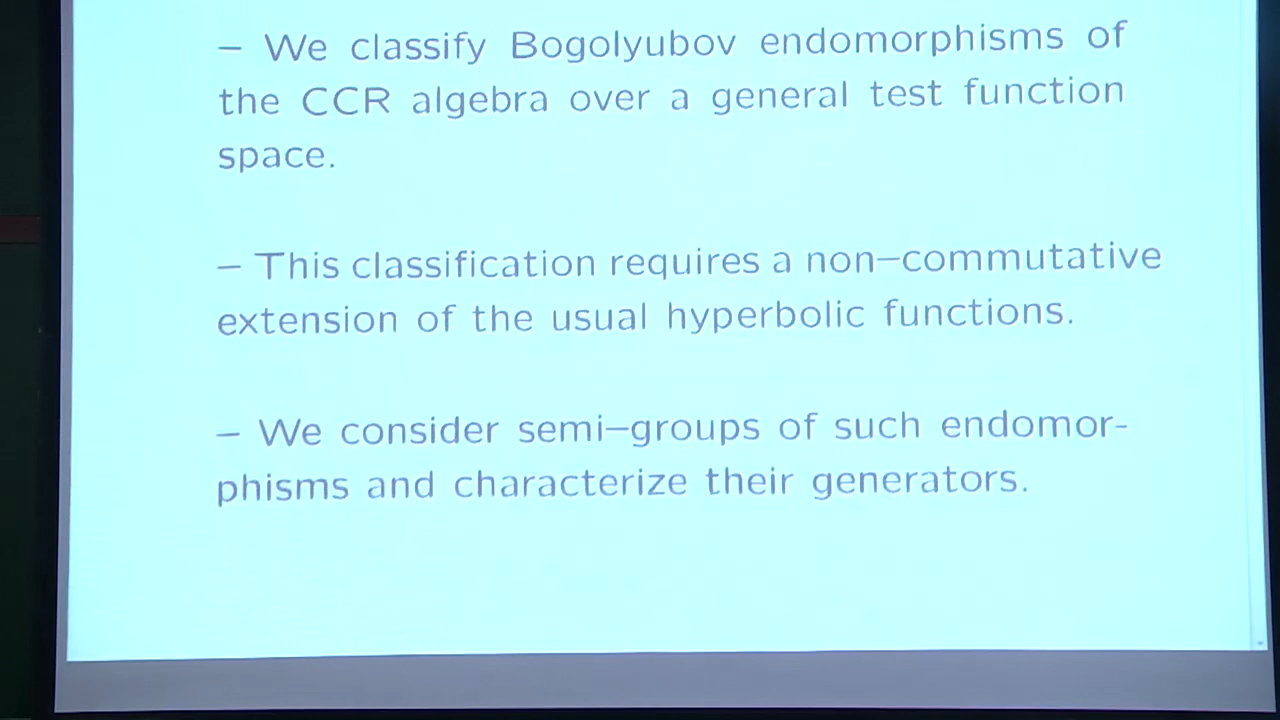 – We classify Bogolyubov endomorphisms of
the CCR algebra over a general test function
space.
– This classification requires a non–commutative
extension of the usual hyperbolic functions.
– We consider semi–groups of such endomor-
phisms and characterize their generators.